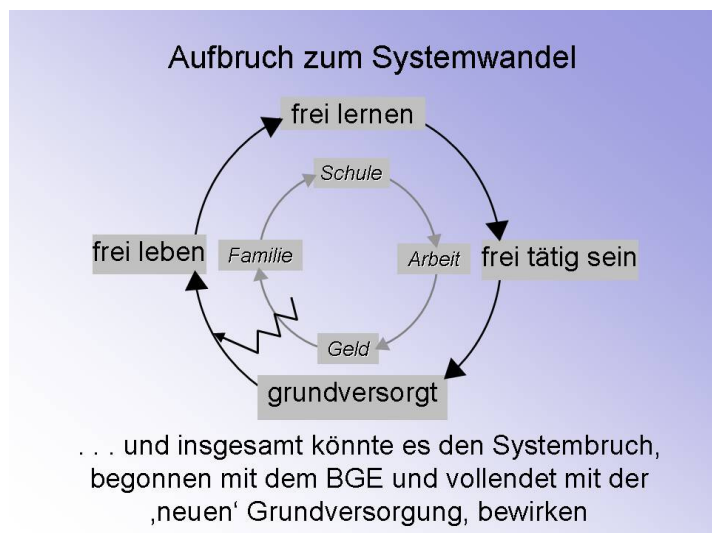 Aufbruch zum Systemwandel
frei lernen
Schule
frei leben
Familie
Arbeit
frei tätig sein
Geld
grundversorgt
. . . und insgesamt könnte es den Systembruch,
begonnen mit dem BGE und vollendet mit der
‚neuen‘ Grundversorgung, bewirken